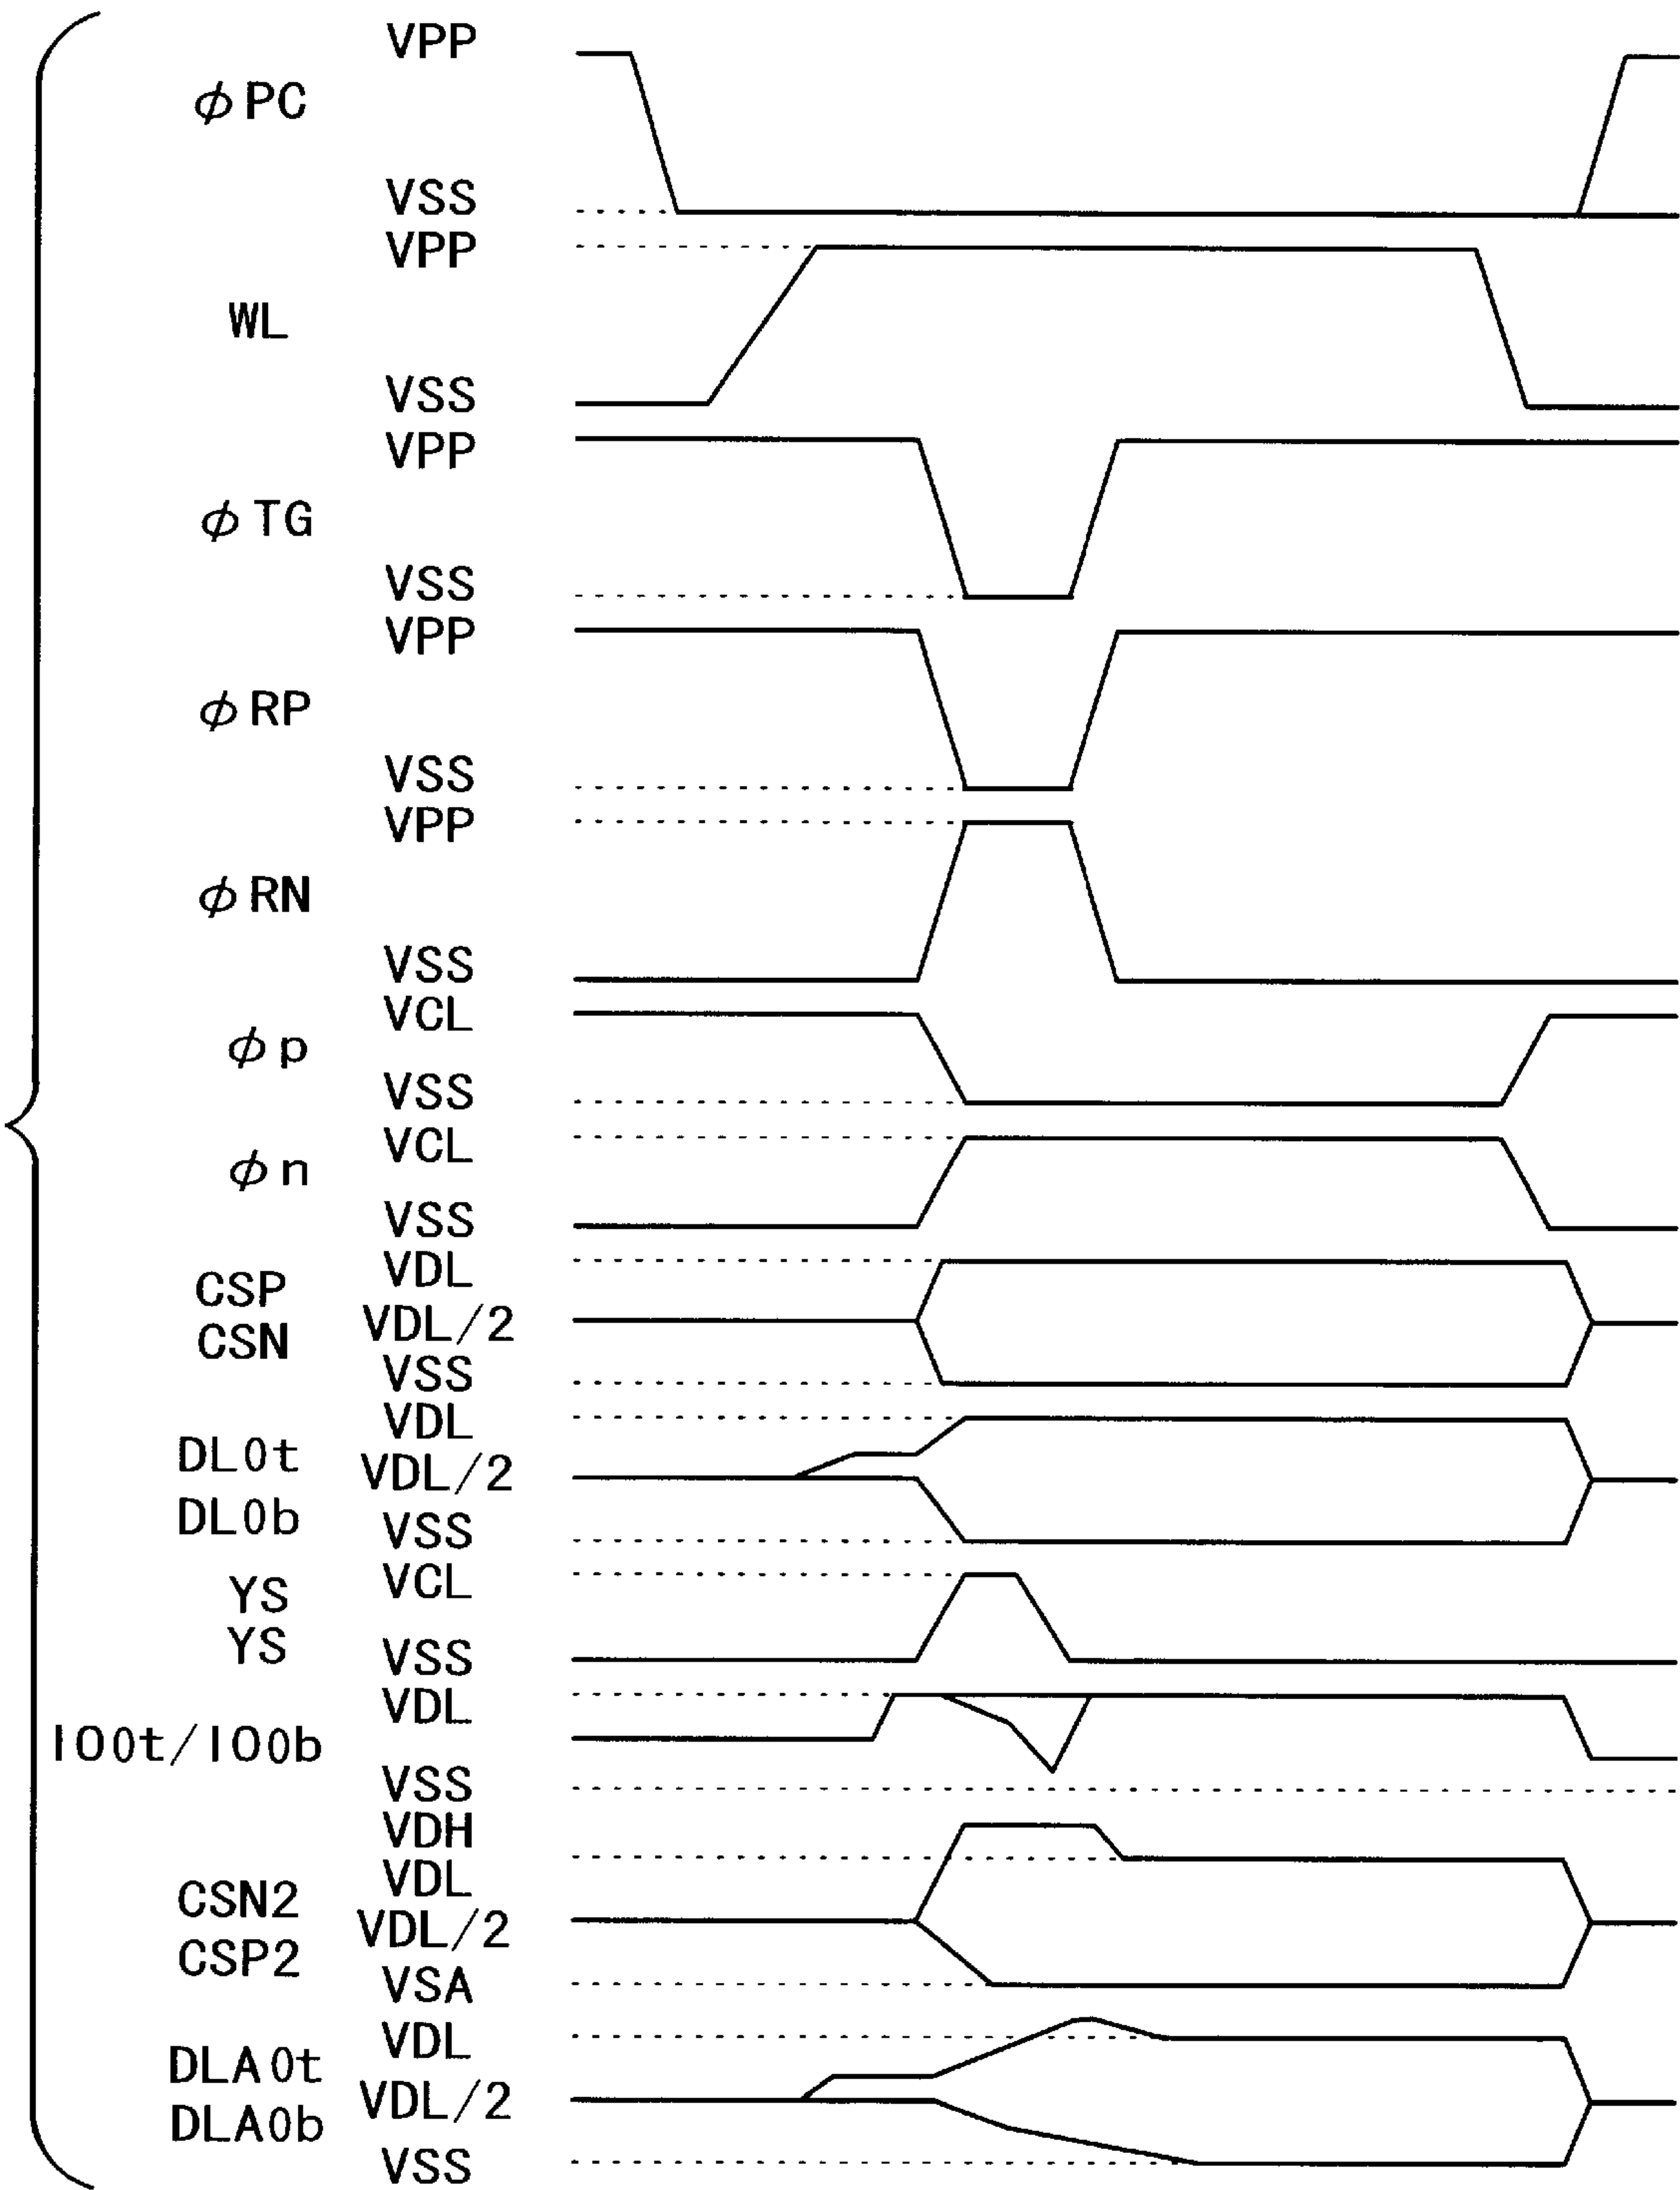 VPP
φPC
VSS
VPP
WL
VSS
VPP
φTG
VSS
VPP
φRP
VSS
VPP
φRN
VSS
VCL
φp
VSS
VCL
φn
VSS
VDL
CSP
VDL/2
CSN
VSS
VDL
DL0t
VDL/2
DL0b
VSS
VCL
YS
YS
VSS
VDL
IO0t/IO0b
VSS
VDH
VDL
CSN2
VDL/2
CSP2
VSA
VDL
DLA0t
VDL/2
DLA0b
VSS